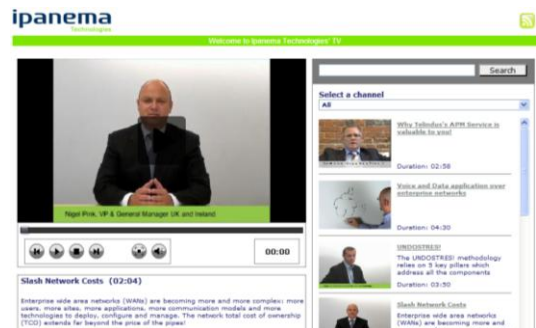 ipanema
Technologies
Welcome to Ipanema Technologies' TV
Search
Select a channel
All
Why Telindus's APM Service is
valuable to you!
Duration: 02:58
Voice and Data application over
enterprise networks
Duration: 04:30
UNDOSTRES!
The UNDOSTRES! methodology
relies on 5 key pillars which
address all the components
Duration: 03:50
Slash Network Costs
Enterprise wide area networks
(WANs) are becoming more and
Nigel Pink, VP & General Manager UK and Ireland
00:00
Slash Network Costs (02:04)
Enterprise wide area networks (WANs) are becoming more and more complex: more
users, more sites, more applications, more communication models and more
technologies to deploy, configure and manage. The network total cost of ownership
(TCO) extends far beyond the price of the pipes!